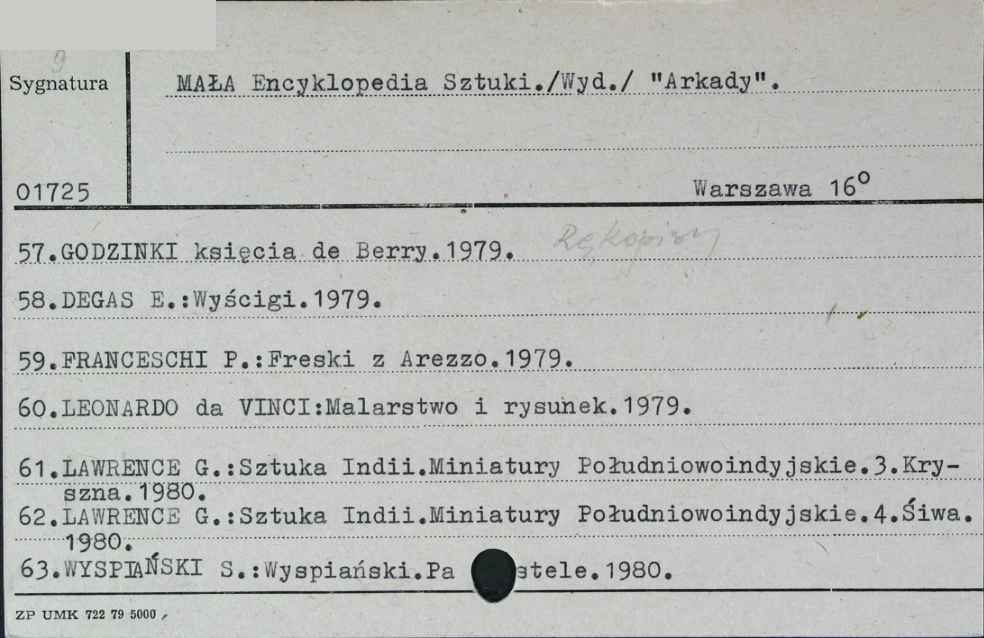 9
Sygnatura
MAŁA Encyklopedia Sztuki./Wyd./ "Arkady".
01725
Warszawa 16°
57.GODZINKI księcia de Berry.1979. Rękopisy
58.DEGAS E.:Wyścigi.1979.
59.FRANCESCHI P.:Freski z Arezzo.1979.
60.LEONARDO da VINCI:Malarstwo i rysunek.1979.
61.LAWRENCE G.:Sztuka Indii.Miniatury Południowoindyjskie.3.Kry-
szna.1980.
62.LAWRENCE G.:Sztuka Indii.Miniatury Południowoindyjskie.4.Śiwa.
1980.
63.WYSPIAŃSKI S.:Wyspiański.Pa stele.1980.
ZP UMK 722 79 5000